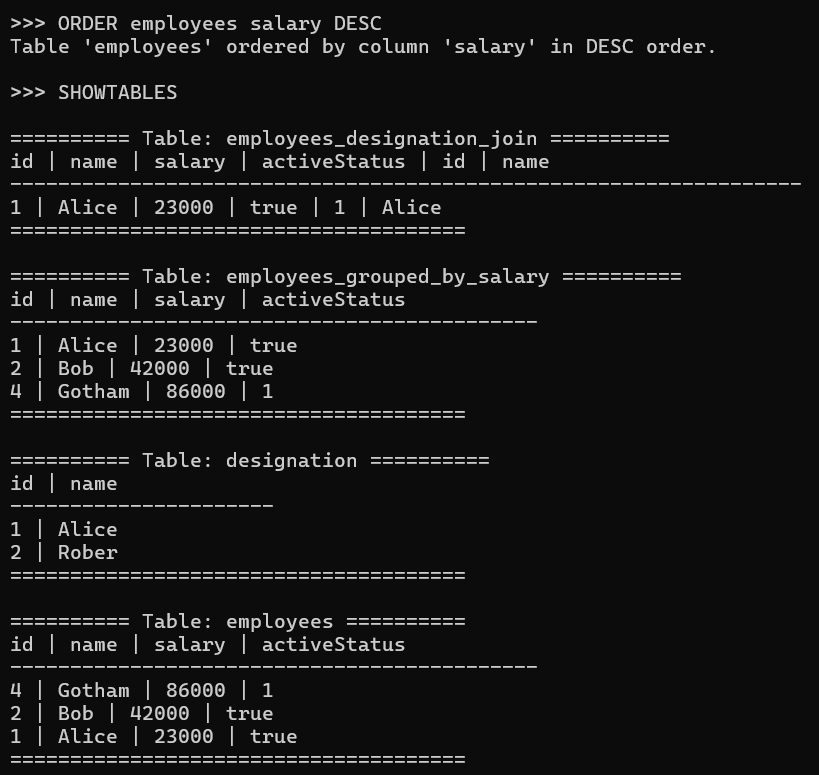 >>> ORDER employees salary DESC
Table 'employees' ordered by column 'salary' in DESC order.
>>> SHOWTABLES
========== Table: employees_designation_join ==========
id | name | salary | activeStatus | id | name
------------------------------------------------------------------
1 | Alice | 23000 | true | 1 | Alice
======================================
========== Table: employees_grouped_by_salary ==========
id | name | salary | activeStatus
--------------------------------------------
1 | Alice | 23000 | true
2 | Bob | 42000 | true
4 | Gotham | 86000 | 1
======================================
========== Table: designation ==========
id | name
----------------------
1 | Alice
2 | Rober
======================================
========== Table: employees ==========
id | name | salary | activeStatus
--------------------------------------------
4 | Gotham | 86000 | 1
2 | Bob | 42000 | true
1 | Alice | 23000 | true
======================================